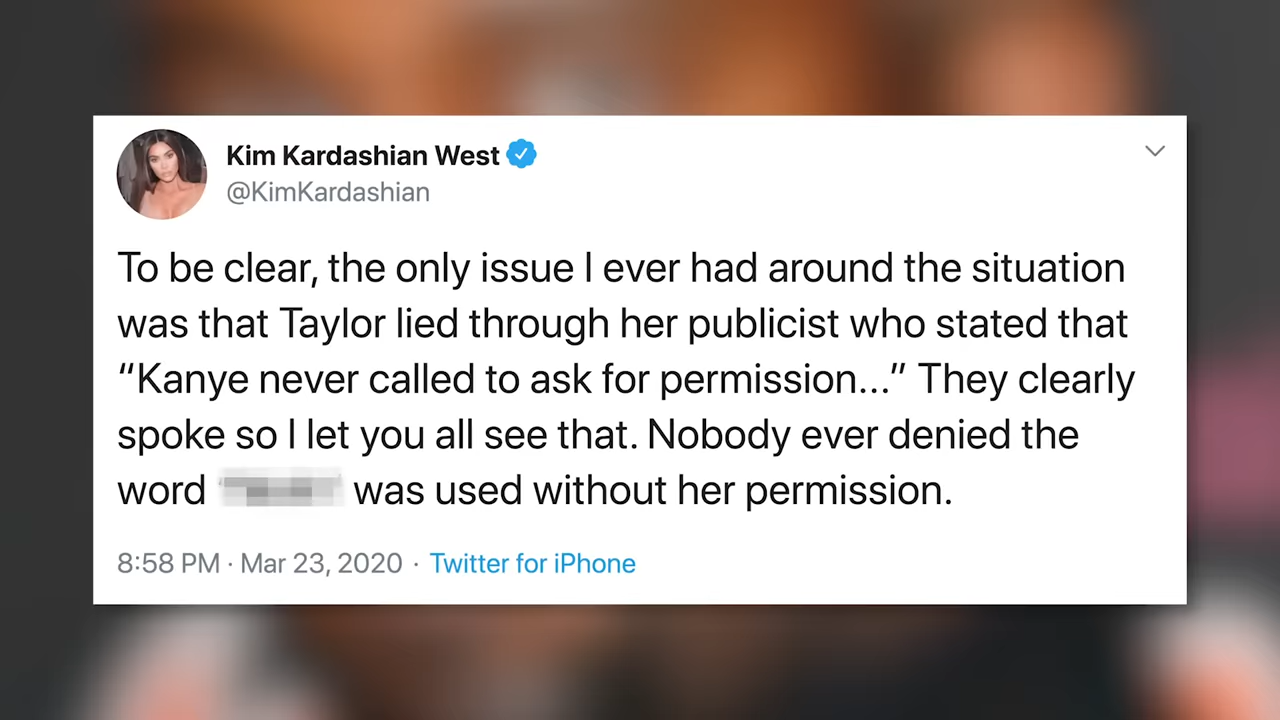 Kim Kardashian West
@KimKardashian
To be clear, the only issue I ever had around the situation
was that Taylor lied through her publicist who stated that
“Kanye never called to ask for permission...” They clearly
spoke so I let you all see that. Nobody ever denied the
word was used without her permission.
8:58 PM · Mar 23, 2020 · Twitter for iPhone